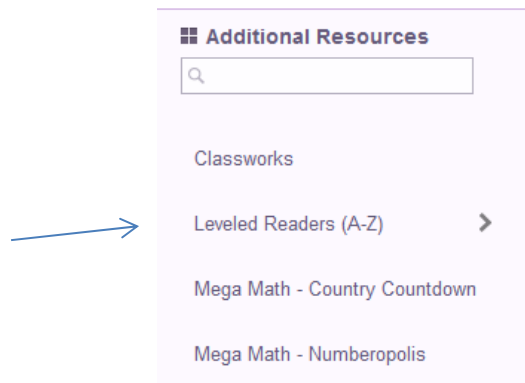 Additional Resources
Classworks
Leveled Readers (A-Z)
Mega Math - Country Countdown
Mega Math - Numberopolis